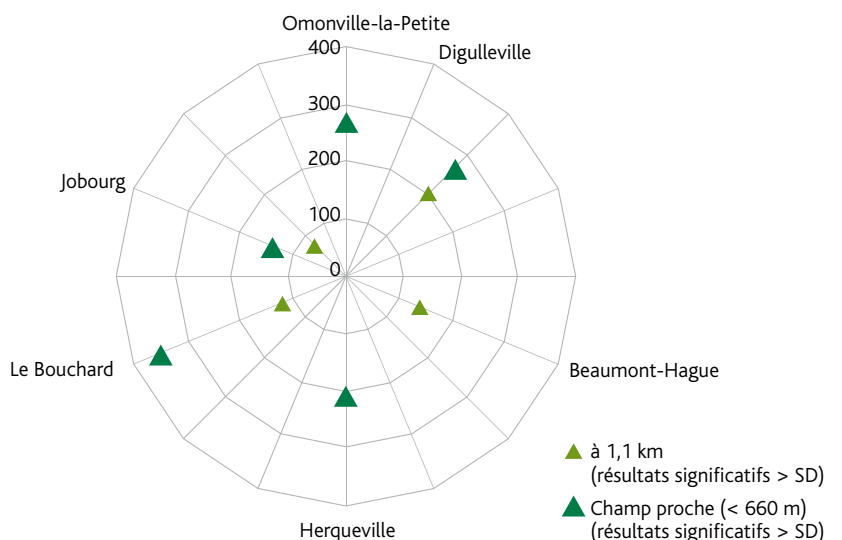 Omonville-la-Petite
400
Digulleville
300
200
Jobourg
100
0
Le Bouchard
Beaumont-Hague
à 1,1 km
(résultats significatifs > SD)
Champ proche (< 660 m)
(résultats significatifs > SD)
Herqueville